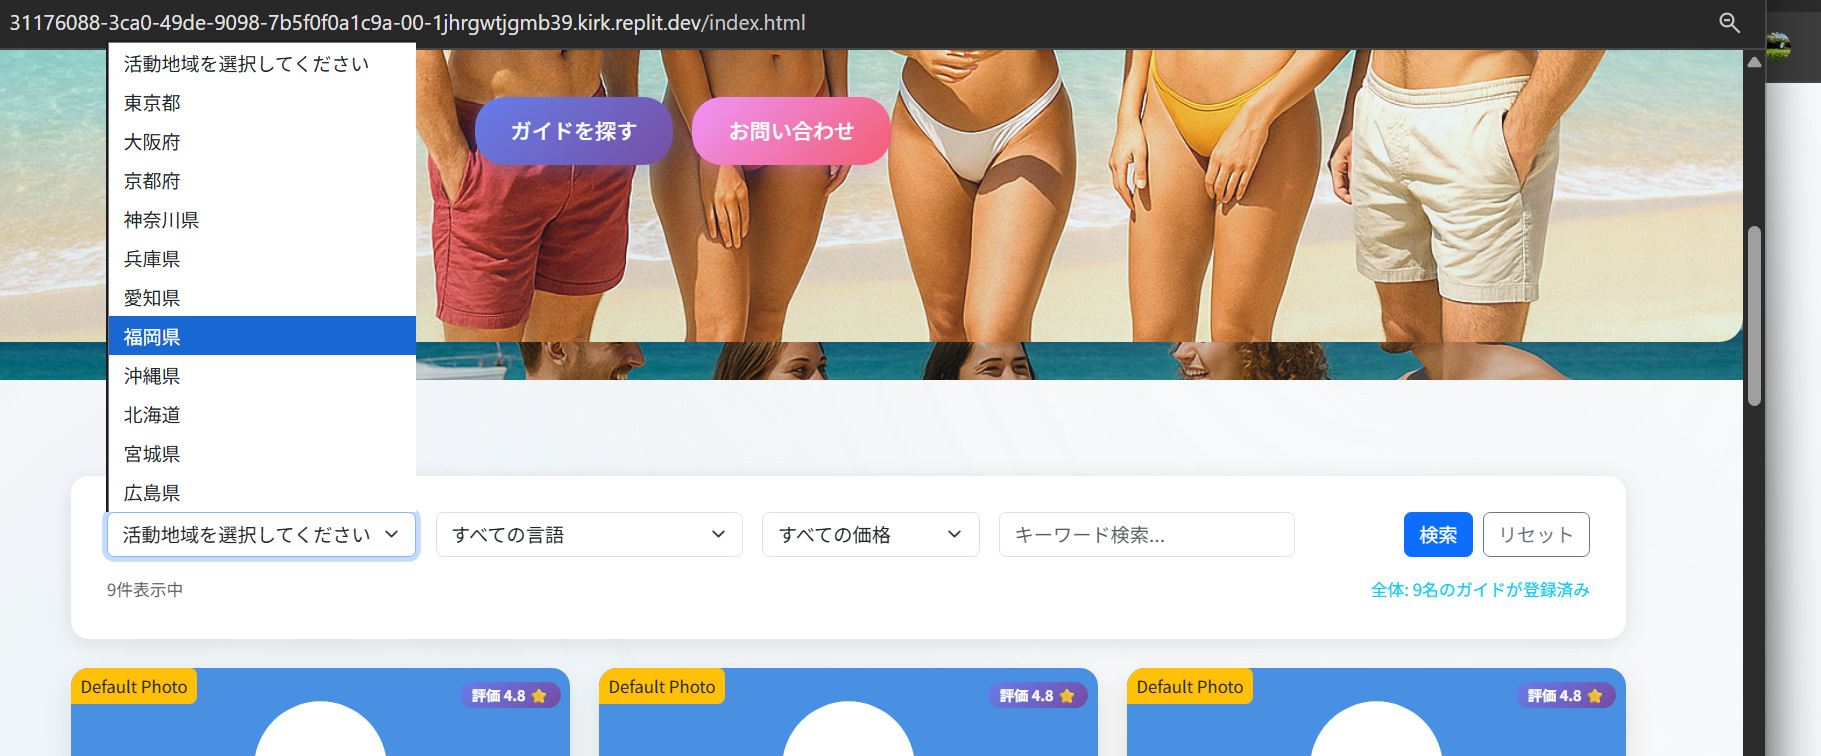 31176088-3ca0-49de-9098-7b5f0f0a1c9a-00-1jhrgwtjgmb39.kirk.replit.dev/index.html
ガイドを探す
お問い合わせ
活動地域を選択してください
東京都
大阪府
京都府
神奈川県
兵庫県
愛知県
福岡県
沖縄県
北海道
宮城県
広島県
活動地域を選択してください
すべての言語
すべての価格
キーワード検索...
検索
リセット
9件表示中
全体: 9名のガイドが登録済み
Default Photo
評価 4.8
Default Photo
評価 4.8
Default Photo
評価 4.8